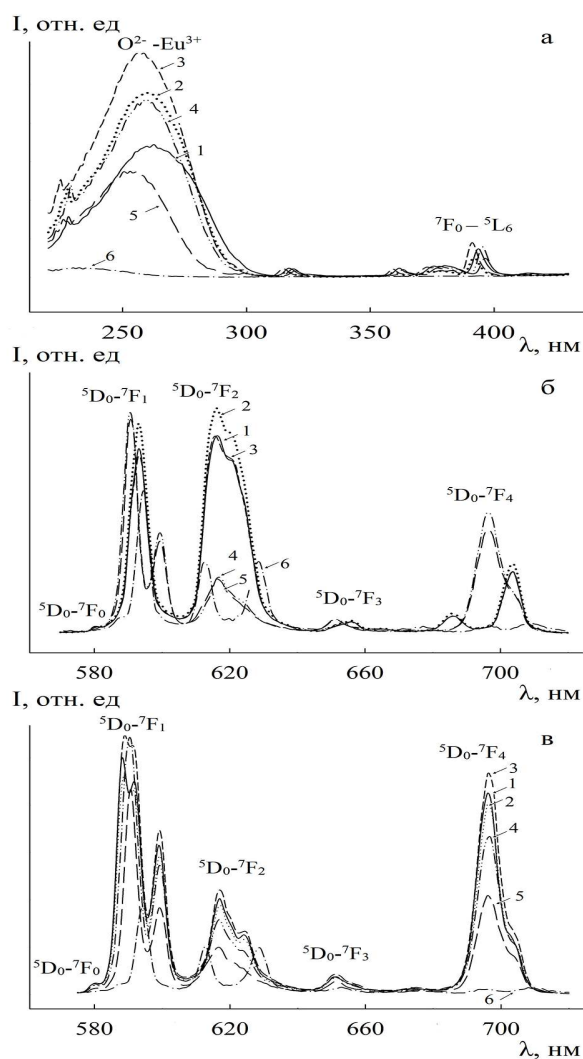 I, отн. ед
а
O²⁻ -Eu³⁺
3
2
4
1
5
6
⁷F₀ – ⁵L₆
250 300 350 400
λ, нм
I, отн. ед
б
⁵D₀-⁷F₁ ⁵D₀-⁷F₂
2
1
3
⁵D₀-⁷F₄
4
5
6
⁵D₀-⁷F₀ ⁵D₀-⁷F₃
580 620 660 700
λ, нм
I, отн. ед
в
⁵D₀-⁷F₁ ⁵D₀-⁷F₄
3
1
2
4
⁵D₀-⁷F₂
5
⁵D₀-⁷F₀ ⁵D₀-⁷F₃
6
580 620 660 700
λ, нм